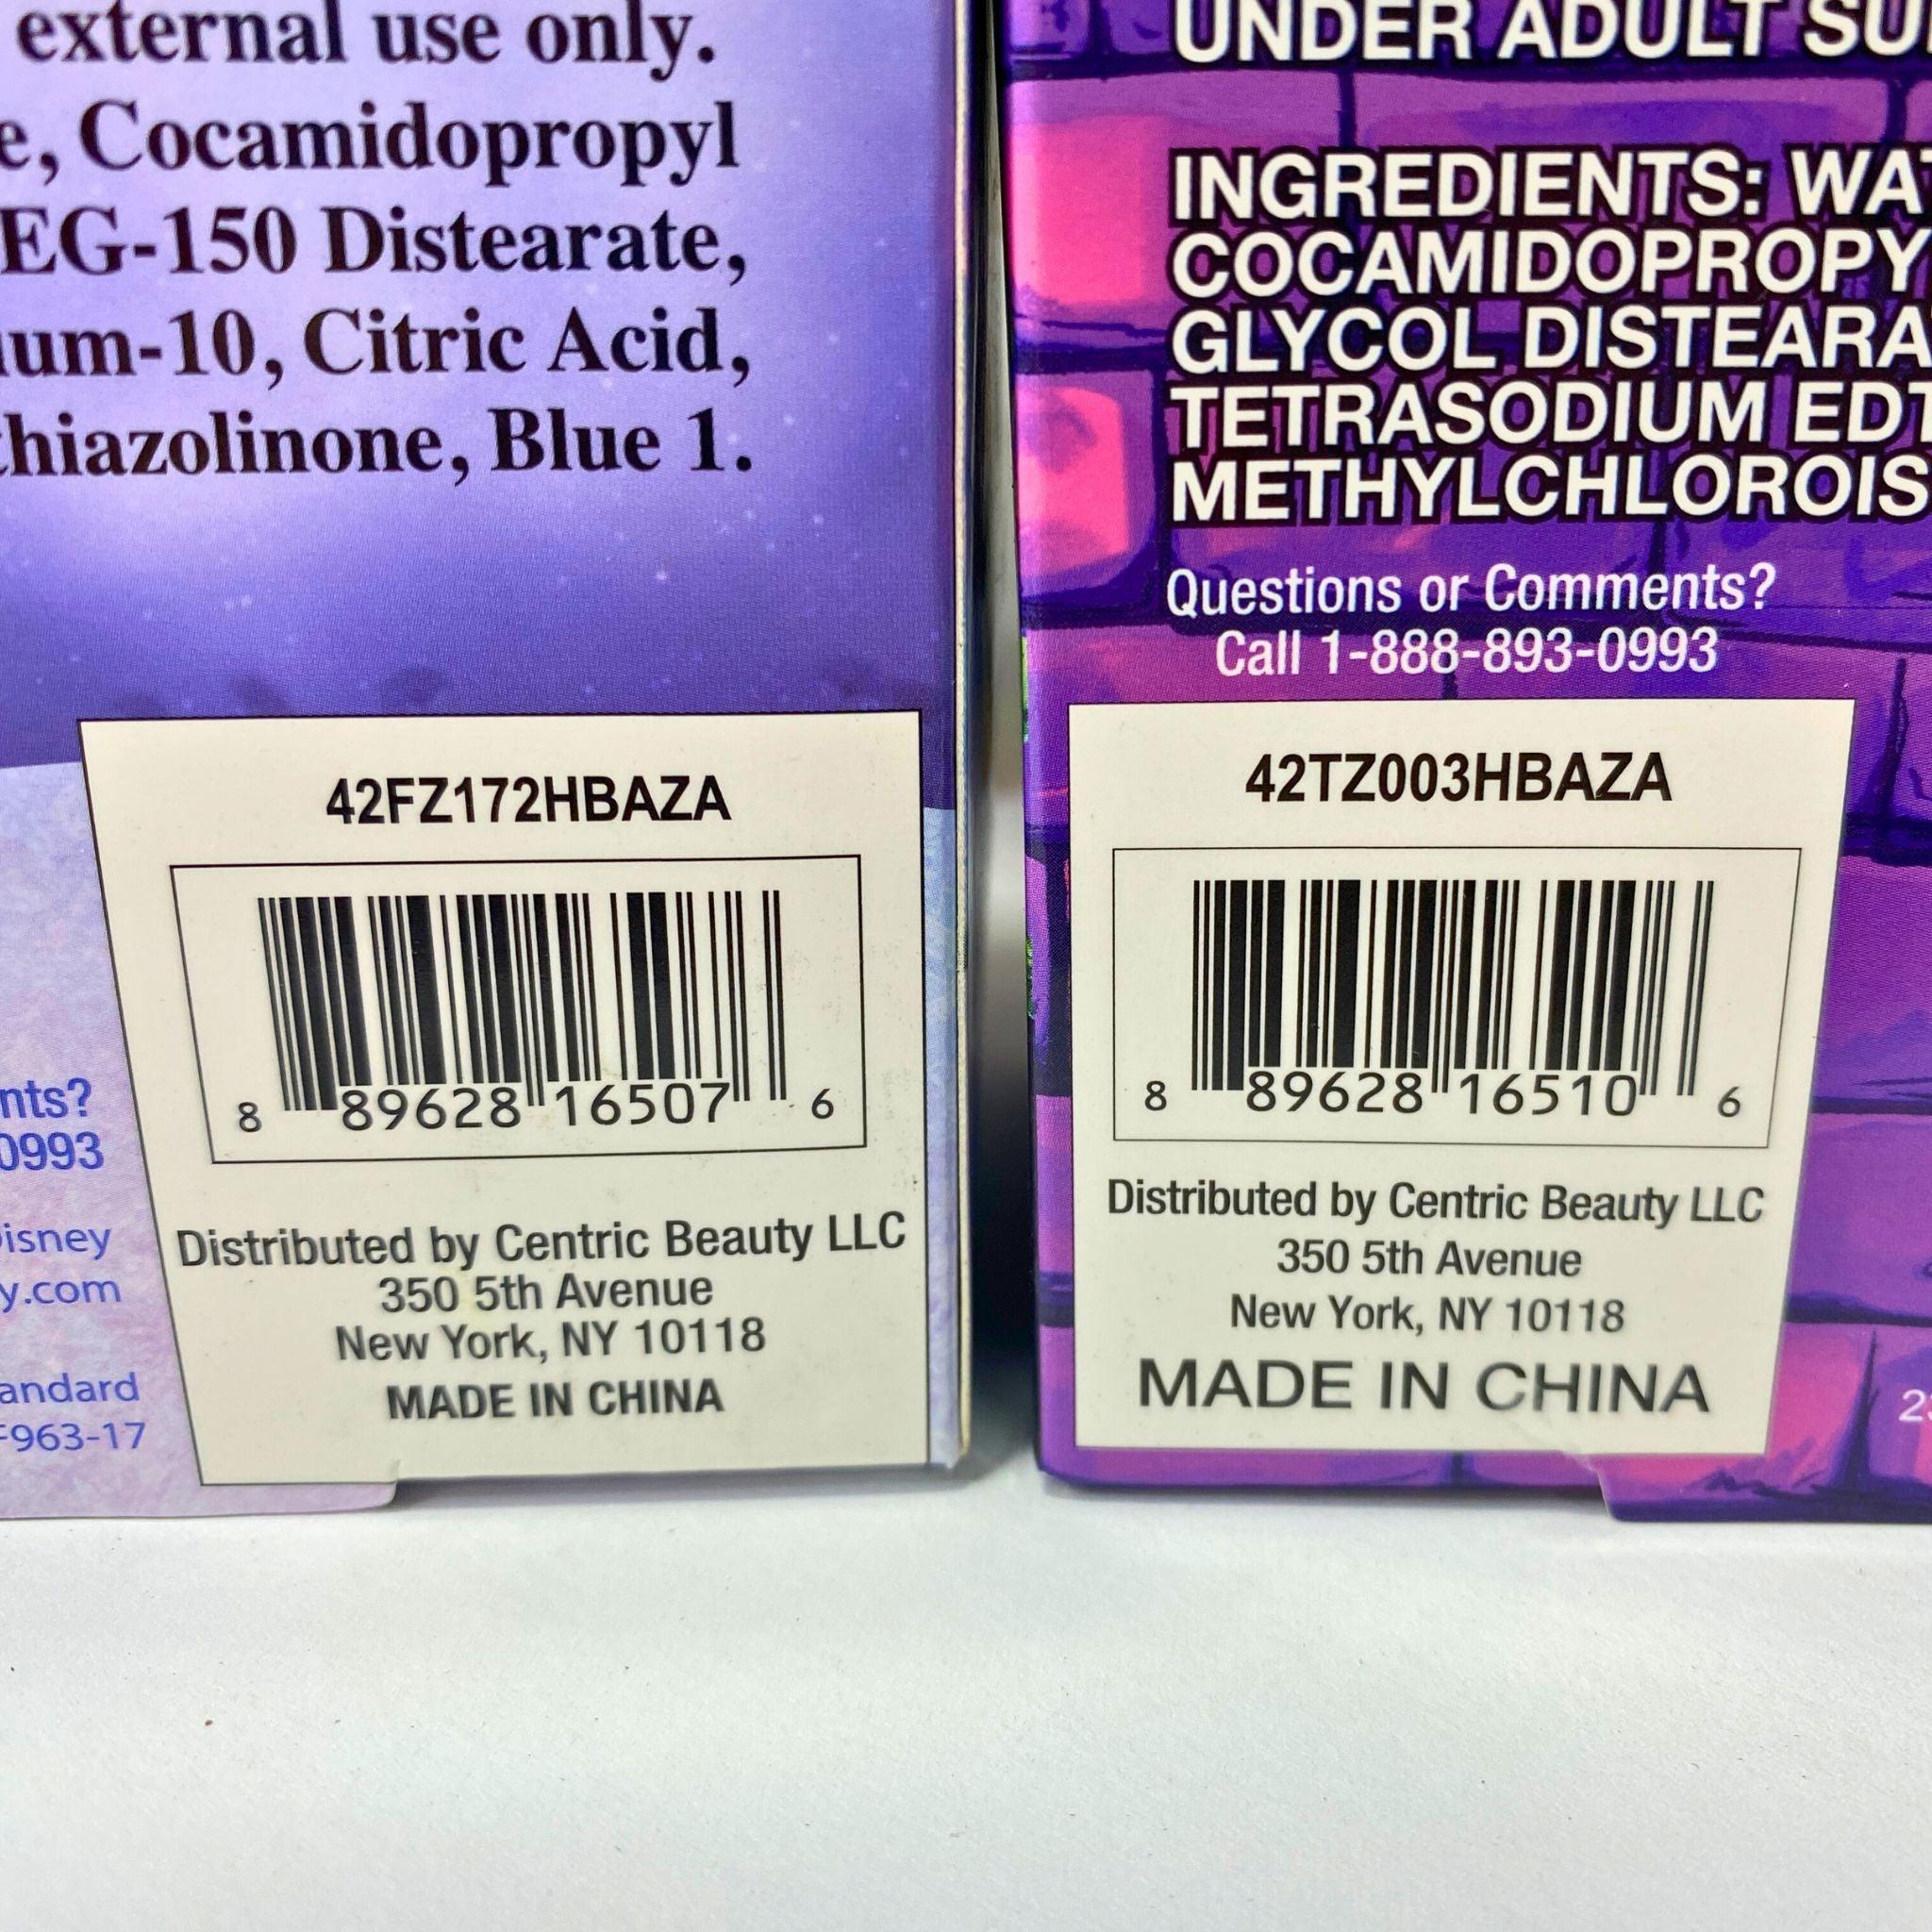 external use only.
Cocamidopropyl
EG-150 Distearate,
um-10, Citric Acid,
thiazolinone, Blue 1.
nts?
0993
isney
y.com
andard
F963-17
42FZ172HBAZA
8 89628 16507 6
Distributed by Centric Beauty LLC
350 5th Avenue
New York, NY 10118
MADE IN CHINA
UNDER ADULT SU
INGREDIENTS: WAT
COCAMIDOPROPY
GLYCOL DISTEARA
TETRASODIUM EDT
METHYLCHLOROIS
Questions or Comments?
Call 1-888-893-0993
42TZ003HBAZA
8 89628 16510 6
Distributed by Centric Beauty LLC
350 5th Avenue
New York, NY 10118
MADE IN CHINA